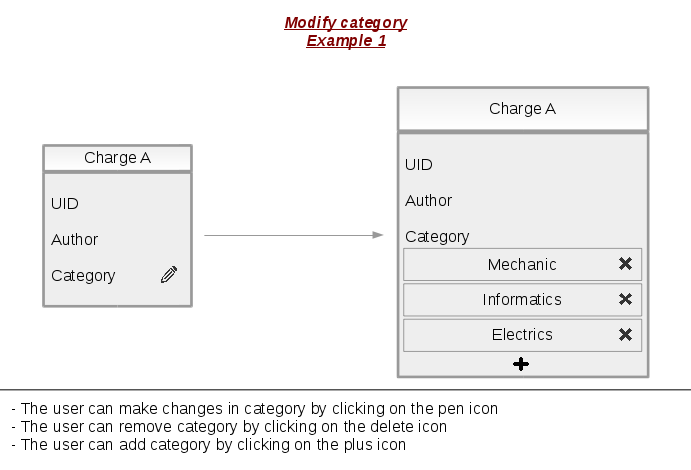 Modify category
Example 1
Charge A
UID
Author
Category
Charge A
UID
Author
Category
Mechanic
Informatics
Electrics
- The user can make changes in category by clicking on the pen icon
- The user can remove category by clicking on the delete icon
- The user can add category by clicking on the plus icon